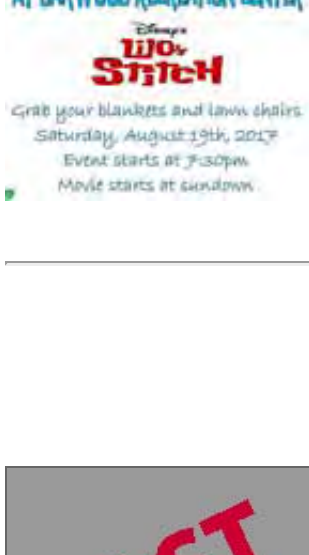 Disney's
Lilo &
Stitch
Grab your blankets and lawn chairs
Saturday, August 19th, 2017
Event starts at 7:30pm
Movie starts at sundown
ST